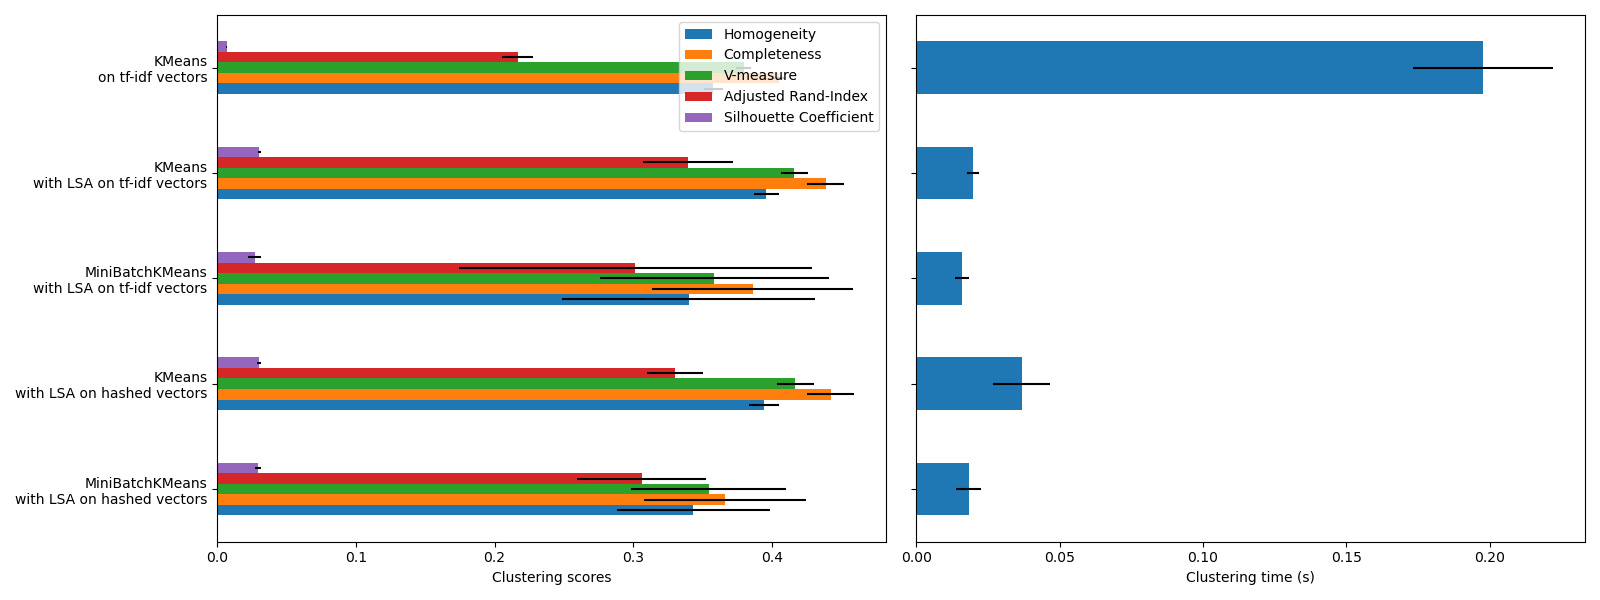 KMeans
on tf-idf vectors
KMeans
with LSA on tf-idf vectors
MiniBatchKMeans
with LSA on tf-idf vectors
KMeans
with LSA on hashed vectors
MiniBatchKMeans
with LSA on hashed vectors
Homogeneity
Completeness
V-measure
Adjusted Rand-Index
Silhouette Coefficient
0.0 0.1 0.2 0.3 0.4
Clustering scores
0.00 0.05 0.10 0.15 0.20
Clustering time (s)